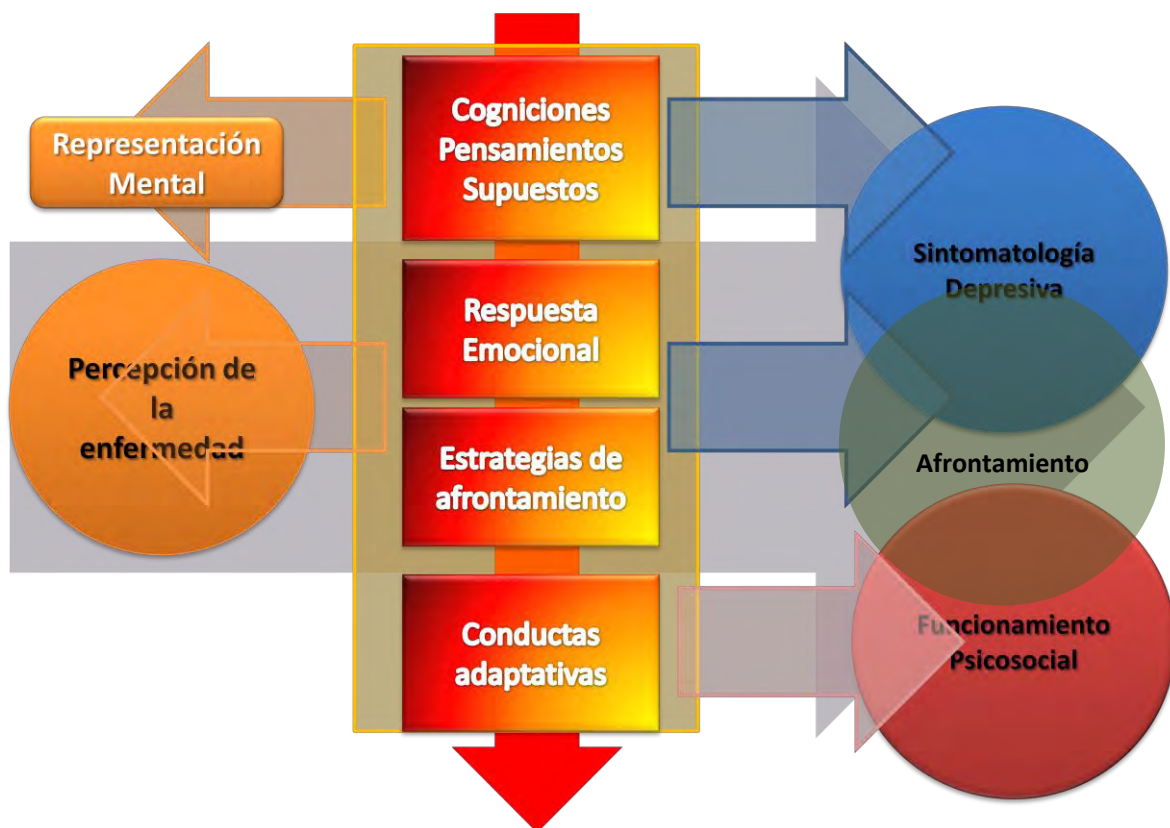 Representación
Mental
Percepción de
la
enfermedad
Cogniciones
Pensamientos
Supuestos
Respuesta
Emocional
Estrategias de
afrontamiento
Conductas
adaptativas
Sintomatología
Depresiva
Afrontamiento
Funcionamiento
Psicosocial